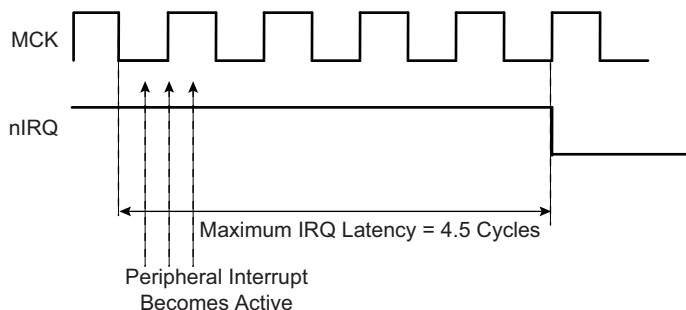 MCK
nIRQ
Maximum IRQ Latency = 4.5 Cycles
Peripheral Interrupt
Becomes Active